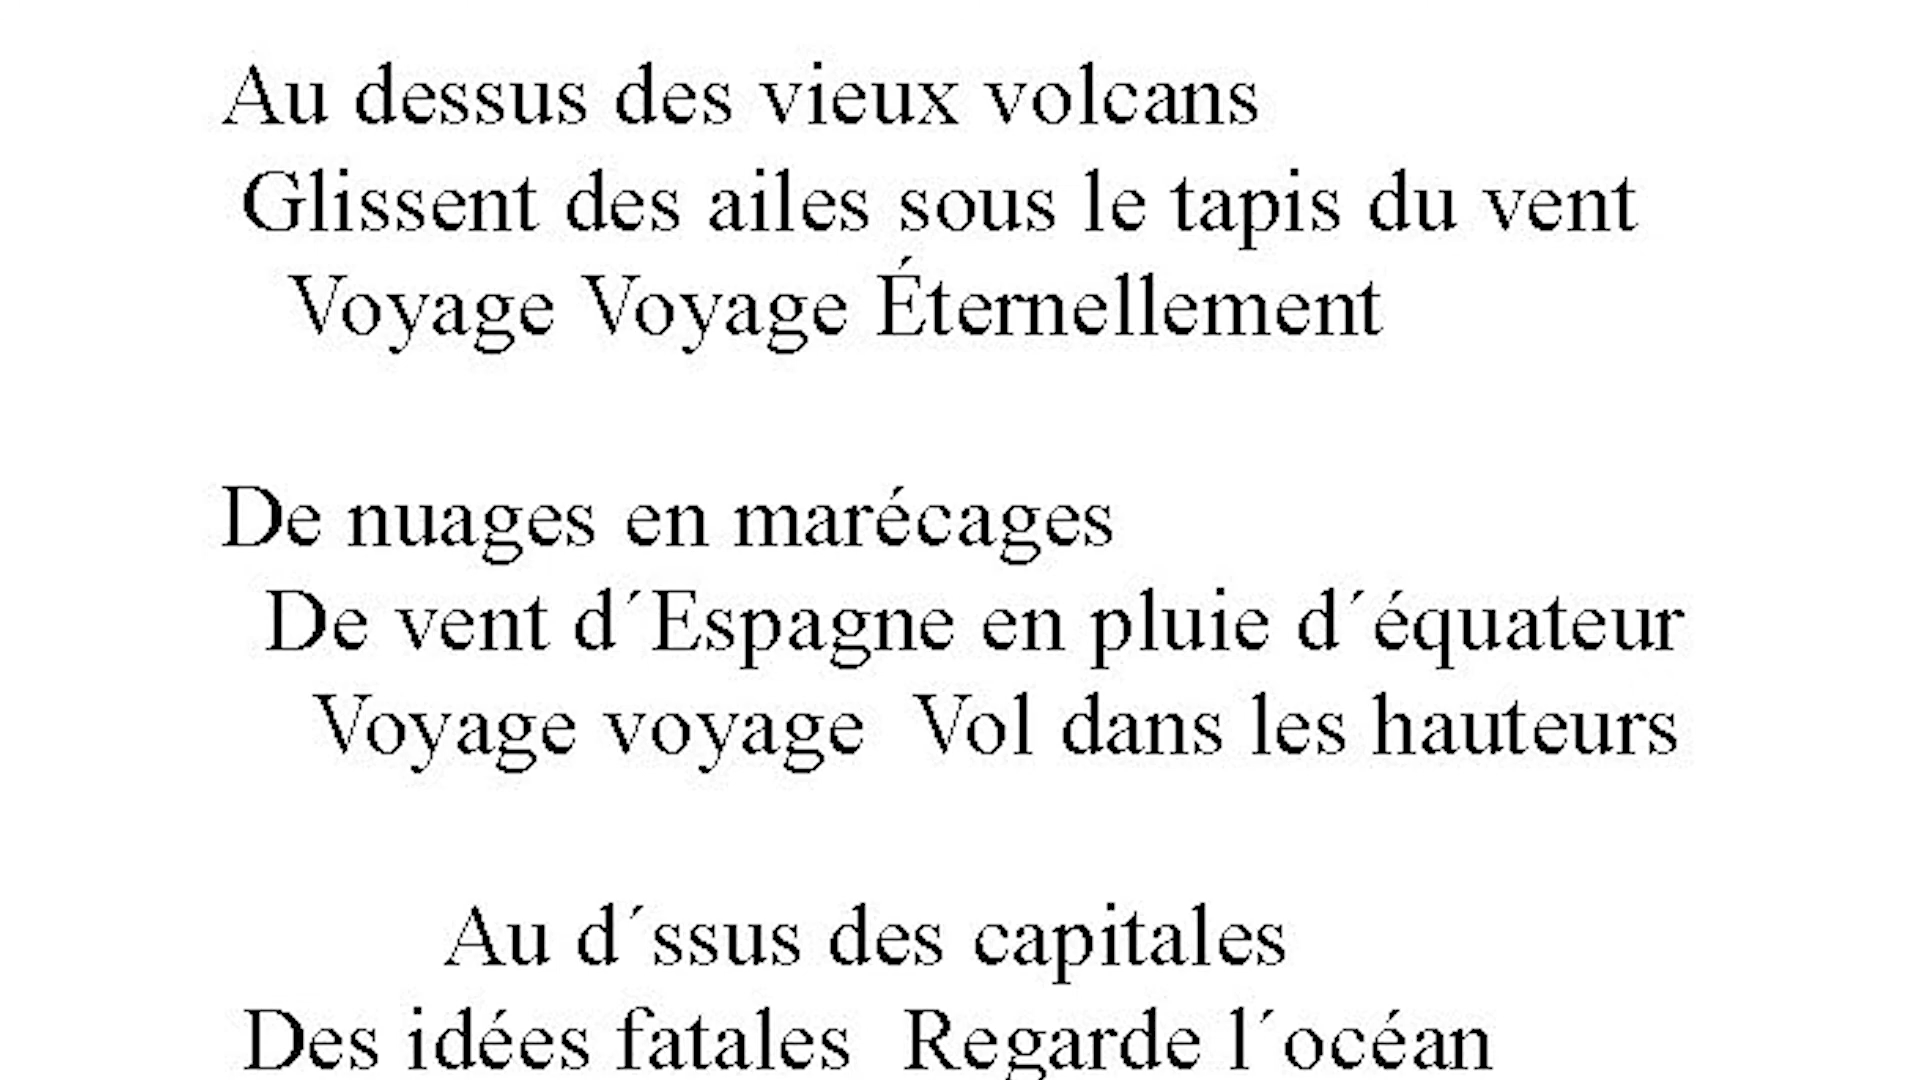 Au dessus des vieux volcans
Glissent des ailes sous le tapis du vent
Voyage Voyage Éternellement
De nuages en marécages
De vent d´Espagne en pluie d´équateur
Voyage voyage  Vol dans les hauteurs
Au d´ssus des capitales
Des idées fatales  Regarde l´océan